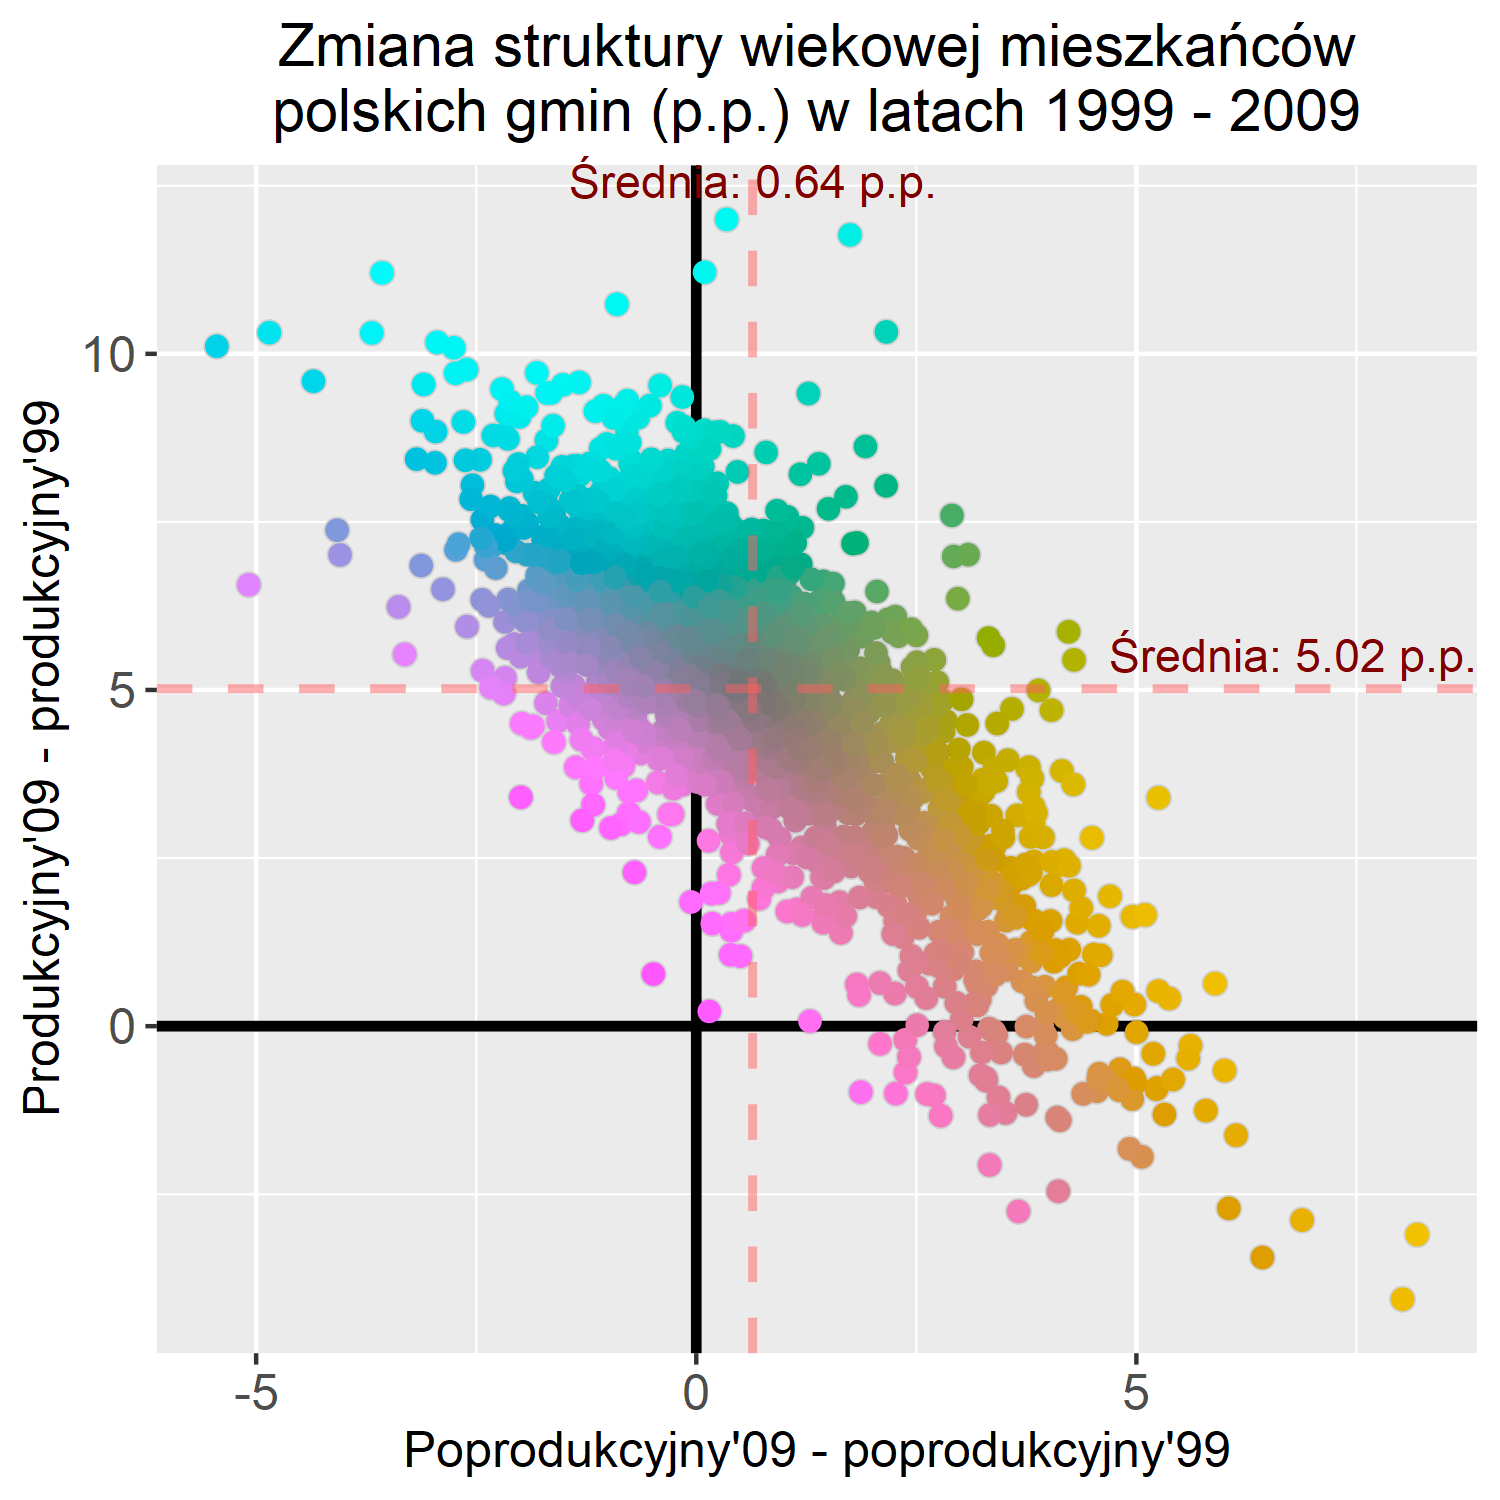 Zmiana struktury wiekowej mieszkańców
polskich gmin (p.p.) w latach 1999 - 2009
Średnia: 0.64 p.p.
10
Średnia: 5.02 p.p.
5
0
Produkcyjny'09 - produkcyjny'99
-5
0
5
Poprodukcyjny'09 - poprodukcyjny'99